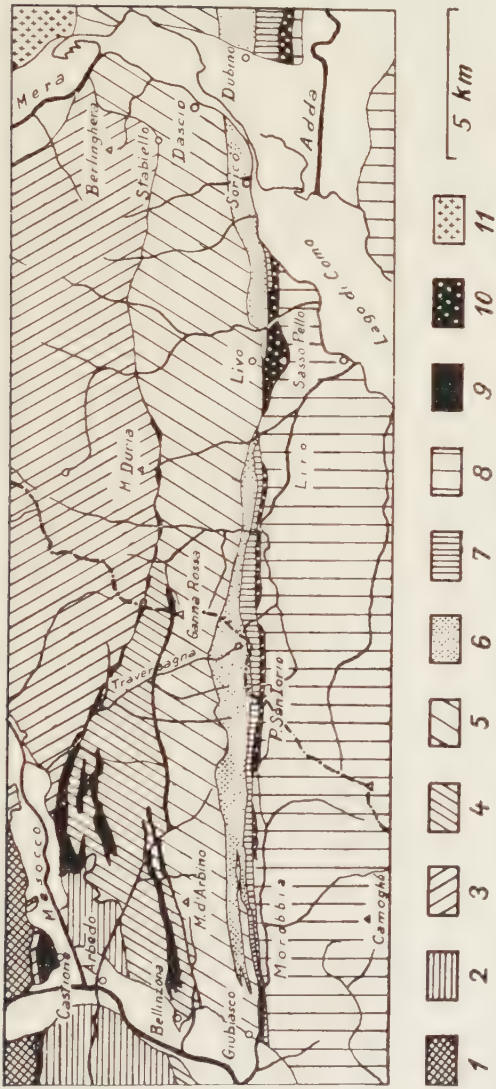 Mera
Berlinghera
Stabiello
Dascio
Sorico
Dubino
Adda
Lago di Como
Livo
Sasso Pello
Liro
M. Duria
Ganna Rossa
Traversagna
P. San Iorio
Mesocco
Castione
Arbedo
Bellinzona
M. d'Arbino
Giubiasco
Morobbia
Camoghè
5 km
1 2 3 4 5 6 7 8 9 10 11